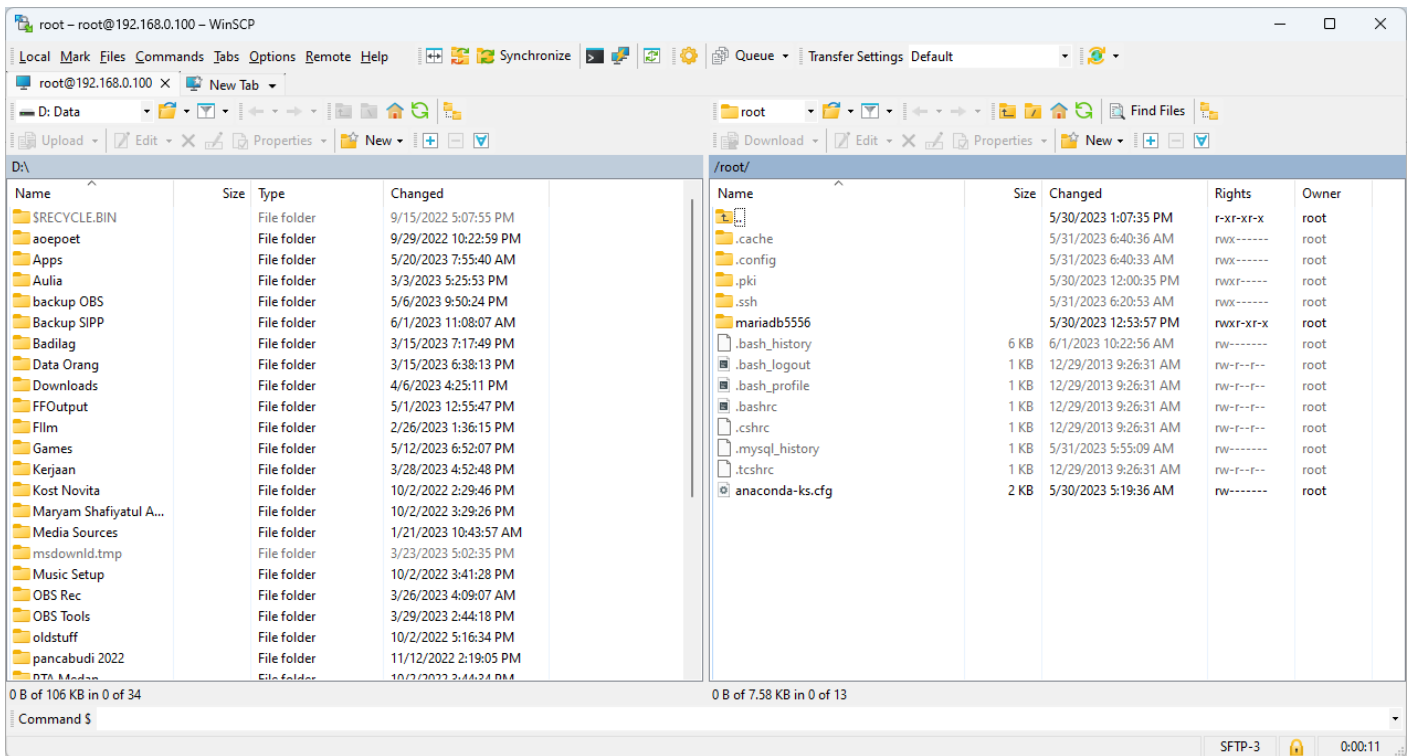 root – root@192.168.0.100 – WinSCP
Local Mark Files Commands Tabs Options Remote Help Synchronize Queue Transfer Settings Default
root@192.168.0.100 New Tab
D: Data root Find Files
Upload Edit Properties New Download Edit Properties New
D:\ /root/
Name Size Type Changed Name Size Changed Rights Owner
$RECYCLE.BIN File folder 9/15/2022 5:07:55 PM .. 5/30/2023 1:07:35 PM r-xr-xr-x root
aoepoet File folder 9/29/2022 10:22:59 PM .cache 5/31/2023 6:40:36 AM rwx------ root
Apps File folder 5/20/2023 7:55:40 AM .config 5/31/2023 6:40:33 AM rwx------ root
Aulia File folder 3/3/2023 5:25:53 PM .pki 5/30/2023 12:00:35 PM rwxr----- root
backup OBS File folder 5/6/2023 9:50:24 PM .ssh 5/31/2023 6:20:53 AM rwx------ root
Backup SIPP File folder 6/1/2023 11:08:07 AM mariadb5556 5/30/2023 12:53:57 PM rwxr-xr-x root
Badilag File folder 3/15/2023 7:17:49 PM .bash_history 6 KB 6/1/2023 10:22:56 AM rw------- root
Data Orang File folder 3/15/2023 6:38:13 PM .bash_logout 1 KB 12/29/2013 9:26:31 AM rw-r--r-- root
Downloads File folder 4/6/2023 4:25:11 PM .bash_profile 1 KB 12/29/2013 9:26:31 AM rw-r--r-- root
FFOutput File folder 5/1/2023 12:55:47 PM .bashrc 1 KB 12/29/2013 9:26:31 AM rw-r--r-- root
FIlm File folder 2/26/2023 1:36:15 PM .cshrc 1 KB 12/29/2013 9:26:31 AM rw-r--r-- root
Games File folder 5/12/2023 6:52:07 PM .mysql_history 1 KB 5/31/2023 5:55:09 AM rw------- root
Kerjaan File folder 3/28/2023 4:52:48 PM .tcshrc 1 KB 12/29/2013 9:26:31 AM rw-r--r-- root
Kost Novita File folder 10/2/2022 2:29:46 PM anaconda-ks.cfg 2 KB 5/30/2023 5:19:36 AM rw------- root
Maryam Shafiyatul A... File folder 10/2/2022 3:29:26 PM
Media Sources File folder 1/21/2023 10:43:57 AM
msdownld.tmp File folder 3/23/2023 5:02:35 PM
Music Setup File folder 10/2/2022 3:41:28 PM
OBS Rec File folder 3/26/2023 4:09:07 AM
OBS Tools File folder 3/29/2023 2:44:18 PM
oldstuff File folder 10/2/2022 5:16:34 PM
pancabudi 2022 File folder 11/12/2022 2:19:05 PM
PTA Medan File folder 10/2/2022 3:44:34 PM
0 B of 106 KB in 0 of 34 0 B of 7.58 KB in 0 of 13
Command $
SFTP-3 0:00:11